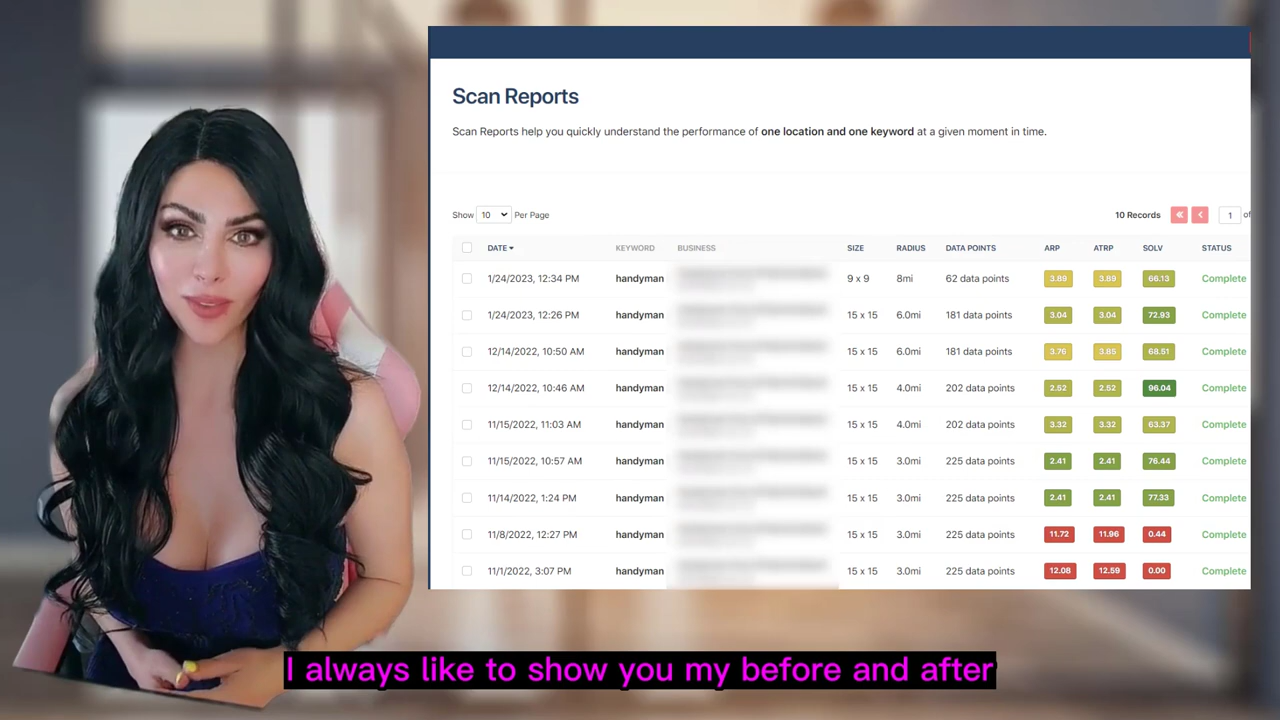 Scan Reports
Scan Reports help you quickly understand the performance of one location and one keyword at a given moment in time.
Show 10 Per Page
10 Records « ‹ 1 of
DATE KEYWORD BUSINESS SIZE RADIUS DATA POINTS ARP ATRP SOLV STATUS
1/24/2023, 12:34 PM handyman 9 x 9 8mi 62 data points 3.89 3.89 66.13 Complete
1/24/2023, 12:26 PM handyman 15 x 15 6.0mi 181 data points 3.04 3.04 72.93 Complete
12/14/2022, 10:50 AM handyman 15 x 15 6.0mi 181 data points 3.76 3.85 68.51 Complete
12/14/2022, 10:46 AM handyman 15 x 15 4.0mi 202 data points 2.52 2.52 96.04 Complete
11/15/2022, 11:03 AM handyman 15 x 15 4.0mi 202 data points 3.32 3.32 63.37 Complete
11/15/2022, 10:57 AM handyman 15 x 15 3.0mi 225 data points 2.41 2.41 76.44 Complete
11/14/2022, 1:24 PM handyman 15 x 15 3.0mi 225 data points 2.41 2.41 77.33 Complete
11/8/2022, 12:27 PM handyman 15 x 15 3.0mi 225 data points 11.72 11.96 0.44 Complete
11/1/2022, 3:07 PM handyman 15 x 15 3.0mi 225 data points 12.08 12.59 0.00 Complete
I always like to show you my before and after